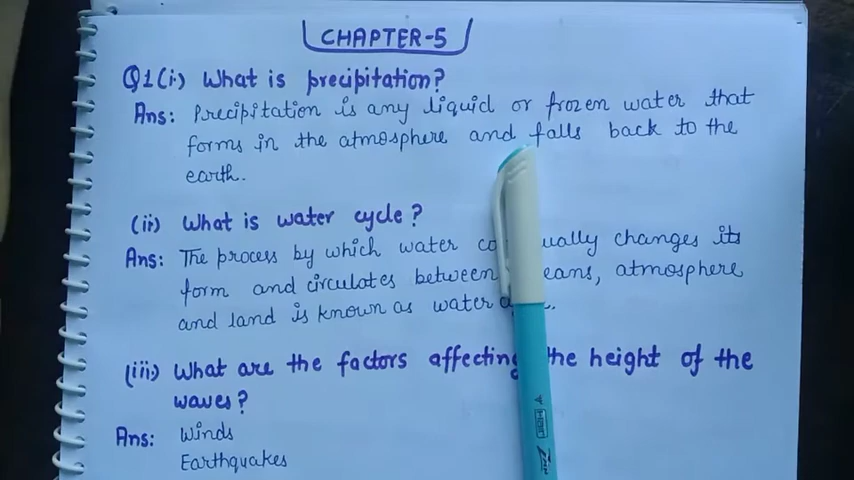 CHAPTER-5
Q1(i) What is precipitation?
Ans: Precipitation is any liquid or frozen water that
forms in the atmosphere and falls back to the
earth.
(ii) What is water cycle?
Ans: The process by which water changes its
form and circulates between atmosphere
and land is known as water
(iii) What are the factors affecting the height of the
waves?
Ans: Winds
Earthquakes